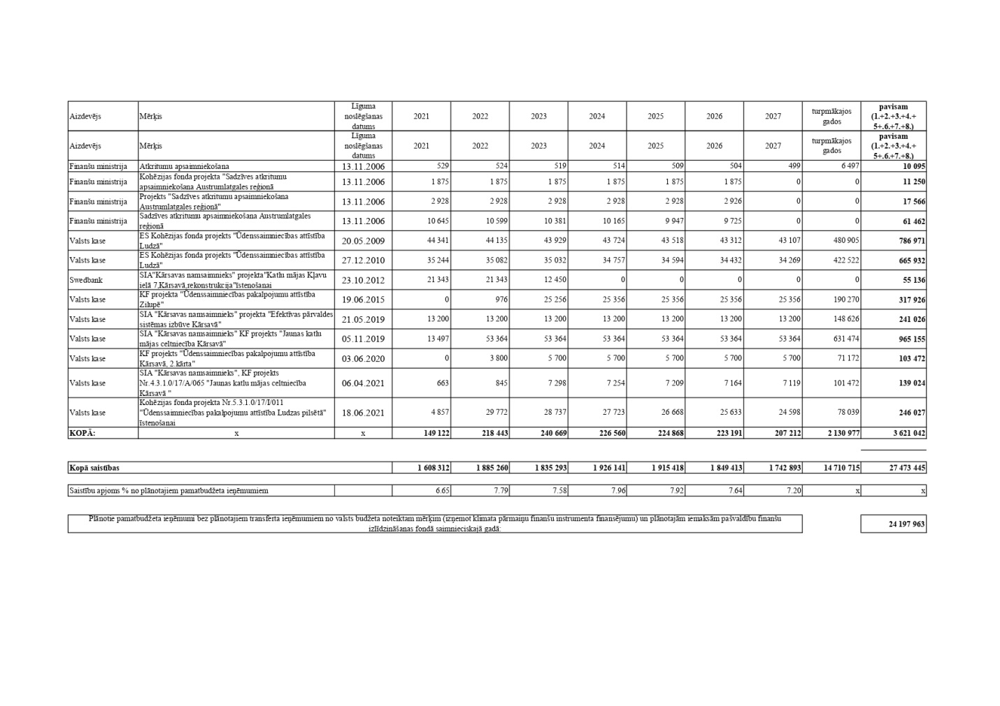 Aizdevējs Mērķis Līguma noslēgšanas datums 2021 2022 2023 2024 2025 2026 2027 turpmākajos gados pavisam (1.+2.+3.+4.+ 5+.6.+7.+8.)
Aizdevējs Mērķis Līguma noslēgšanas datums 2021 2022 2023 2024 2025 2026 2027 turpmākajos gados pavisam (1.+2.+3.+4.+ 5+.6.+7.+8.)
Finanšu ministrija Atkritumu apsaimniekošana 13.11.2006 529 524 519 514 509 504 499 6 497 10 095
Finanšu ministrija Kohēzijas fonda projekta "Sadzīves atkritumu apsaimniekošana Austrumlatgales reģionā 13.11.2006 1 875 1 875 1 875 1 875 1 875 1 875 0 0 11 250
Finanšu ministrija Projekts "Sadzīves atkritumu apsaimniekošana Austrumlatgales reģionā" 13.11.2006 2 928 2 928 2 928 2 928 2 928 2 926 0 0 17 566
Finanšu ministrija Sadzīves atkritumu apsaimniekošana Austrumlatgales reģionā 13.11.2006 10 645 10 599 10 381 10 165 9 947 9 725 0 0 61 462
Valsts kase ES Kohēzijas fonda projekts "Ūdenssaimniecības attīstība Ludzā" 20.05.2009 44 341 44 135 43 929 43 724 43 518 43 312 43 107 480 905 786 971
Valsts kase ES Kohēzijas fonda projekts "Ūdenssaimniecības attīstība Ludzā" 27.12.2010 35 244 35 082 35 032 34 757 34 594 34 432 34 269 422 522 665 932
Swedbank SIA"Kārsavas namsaimnieks" projekta"Katlu mājas Kļavu ielā 7,Kārsavā,rekonstrukcija"īstenošanai 23.10.2012 21 343 21 343 12 450 0 0 0 0 0 55 136
Valsts kase KF projekta "Ūdenssaimniecības pakalpojumu attīstība Zilupē" 19.06.2015 0 976 25 256 25 356 25 356 25 356 25 356 190 270 317 926
Valsts kase SIA "Kārsavas namsaimnieks" projekta "Efektīvas pārvaldes sistēmas izbūve Kārsavā" 21.05.2019 13 200 13 200 13 200 13 200 13 200 13 200 13 200 148 626 241 026
Valsts kase SIA "Kārsavas namsaimnieks" KF projekts "Jaunas katlu mājas celtniecība Kārsavā" 05.11.2019 13 497 53 364 53 364 53 364 53 364 53 364 53 364 631 474 965 155
Valsts kase KF projekts "Ūdenssaimniecības pakalpojumu attīstība Kārsavā, 2.kārta" 03.06.2020 0 3 800 5 700 5 700 5 700 5 700 5 700 71 172 103 472
Valsts kase SIA "Kārsavas namsaimnieks", KF projekts Nr.4.3.1.0/17/A/065 "Jaunas katlu mājas celtniecība Kārsavā " 06.04.2021 663 845 7 298 7 254 7 209 7 164 7 119 101 472 139 024
Valsts kase Kohēzijas fonda projekta Nr.5.3.1.0/17/I/011 "Ūdenssaimniecības pakalpojumu attīstība Ludzas pilsētā" īstenošanai 18.06.2021 4 857 29 772 28 737 27 723 26 668 25 633 24 598 78 039 246 027
KOPĀ: x x 149 122 218 443 240 669 226 560 224 868 223 191 207 212 2 130 977 3 621 042
Kopā saistības 1 608 312 1 885 260 1 835 293 1 926 141 1 915 418 1 849 413 1 742 893 14 710 715 27 473 445
Saistību apjoms % no plānotajiem pamatbudžeta ieņēmumiem 6.65 7.79 7.58 7.96 7.92 7.64 7.20 x x
Plānotie pamatbudžeta ieņēmumi bez plānotajiem transferta ieņēmumiem no valsts budžeta noteiktam mērķim (izņemot klimata pārmaiņu finanšu instrumenta finansējumu) un plānotajām iemaksām pašvaldību finanšu
izlīdzināšanas fondā saimnieciskajā gadā: 24 197 963